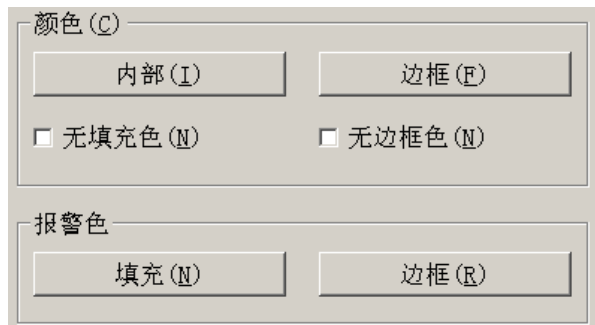 颜色(C)
内部(I) 边框(F)
无填充色(N) 无边框色(N)
报警色
填充(N) 边框(R)